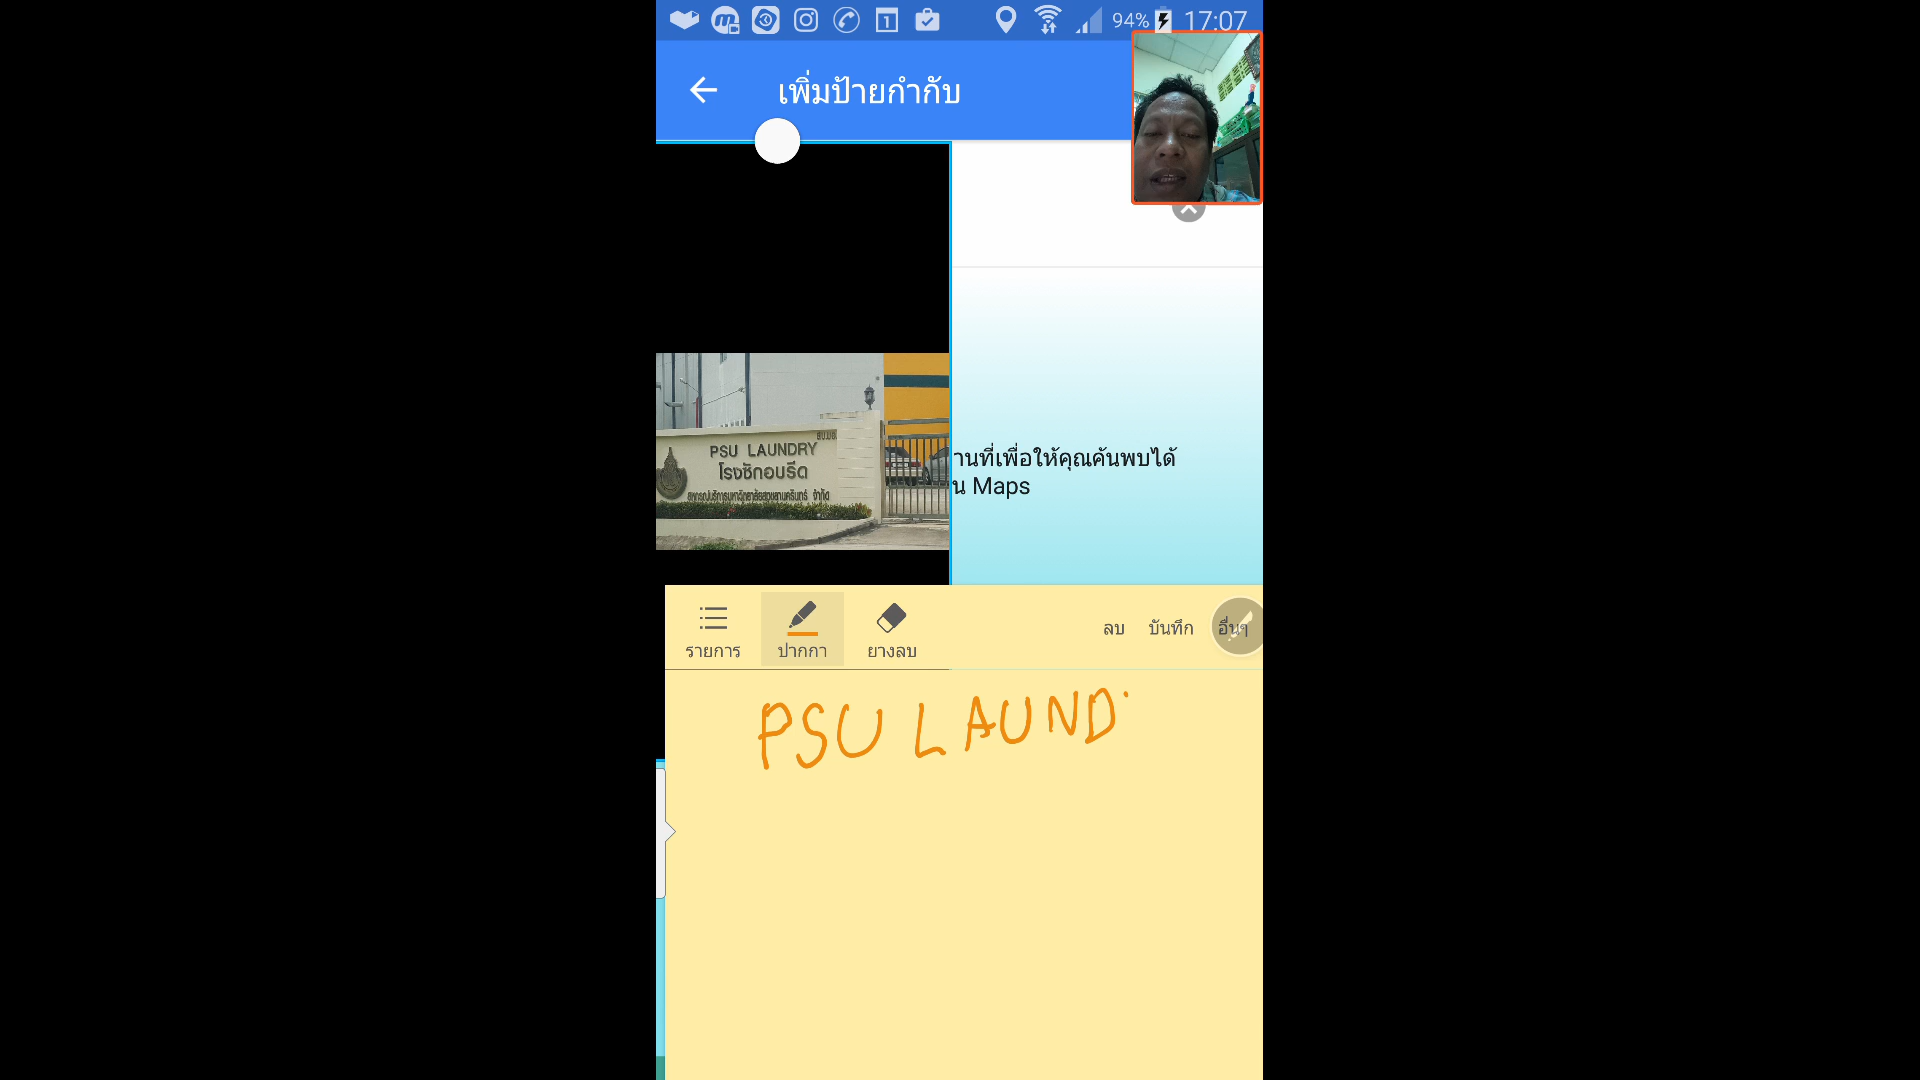 94% 17:07
เพิ่มป้ายกำกับ
PSU LAUNDRY
โรงซักอบรีด
านที่เพื่อให้คุณค้นพบได้
น Maps
รายการ ปากกา ยางลบ ลบ บันทึก อื่นๆ
PSU LAUND